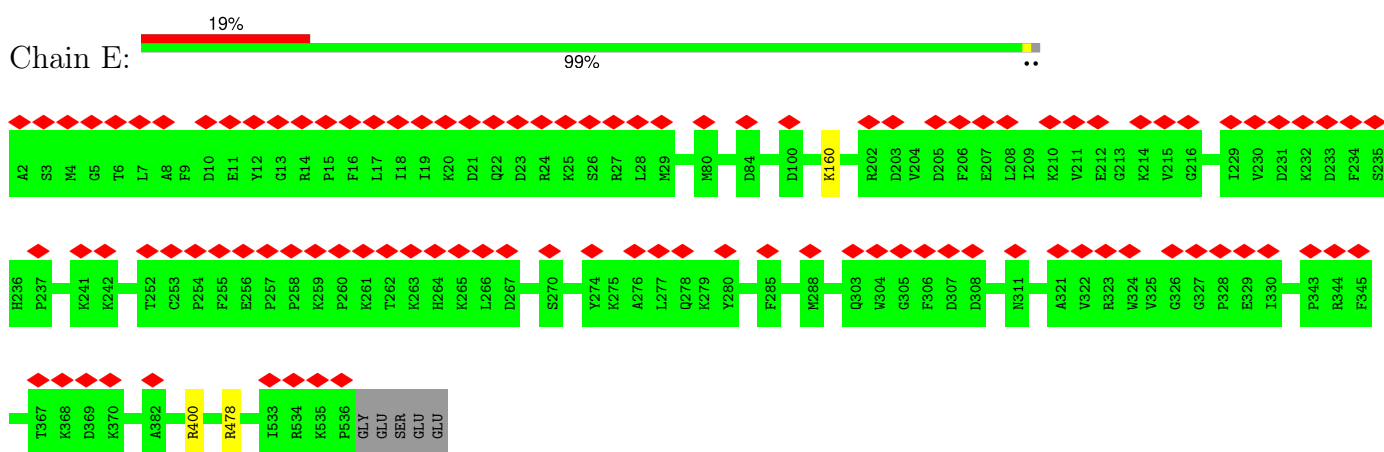 19%
Chain E:
99%
••
A2 S3 M4 G5 T6 L7 A8 F9 D10 E11 Y12 G13 R14 P15 F16 L17 I18 I19 K20 D21 Q22 D23 R24 K25 S26 R27 L28 M29 M80 D84 D100 K160 R202 D203 V204 D205 F206 E207 L208 I209 K210 V211 E212 G213 K214 V215 G216 I229 V230 D231 K232 D233 F234 S235
H236 P237 K241 K242 T252 C253 P254 F255 E256 P257 P258 K259 P260 K261 T262 K263 H264 K265 L266 D267 S270 Y274 K275 A276 L277 Q278 K279 Y280 F285 M288 Q303 W304 G305 F306 D307 D308 N311 A321 V322 R323 W324 V325 G326 G327 P328 E329 I330 P343 R344 F345
T367 K368 D369 K370 A382 R400 R478 I533 R534 K535 P536 GLY GLU SER GLU GLU